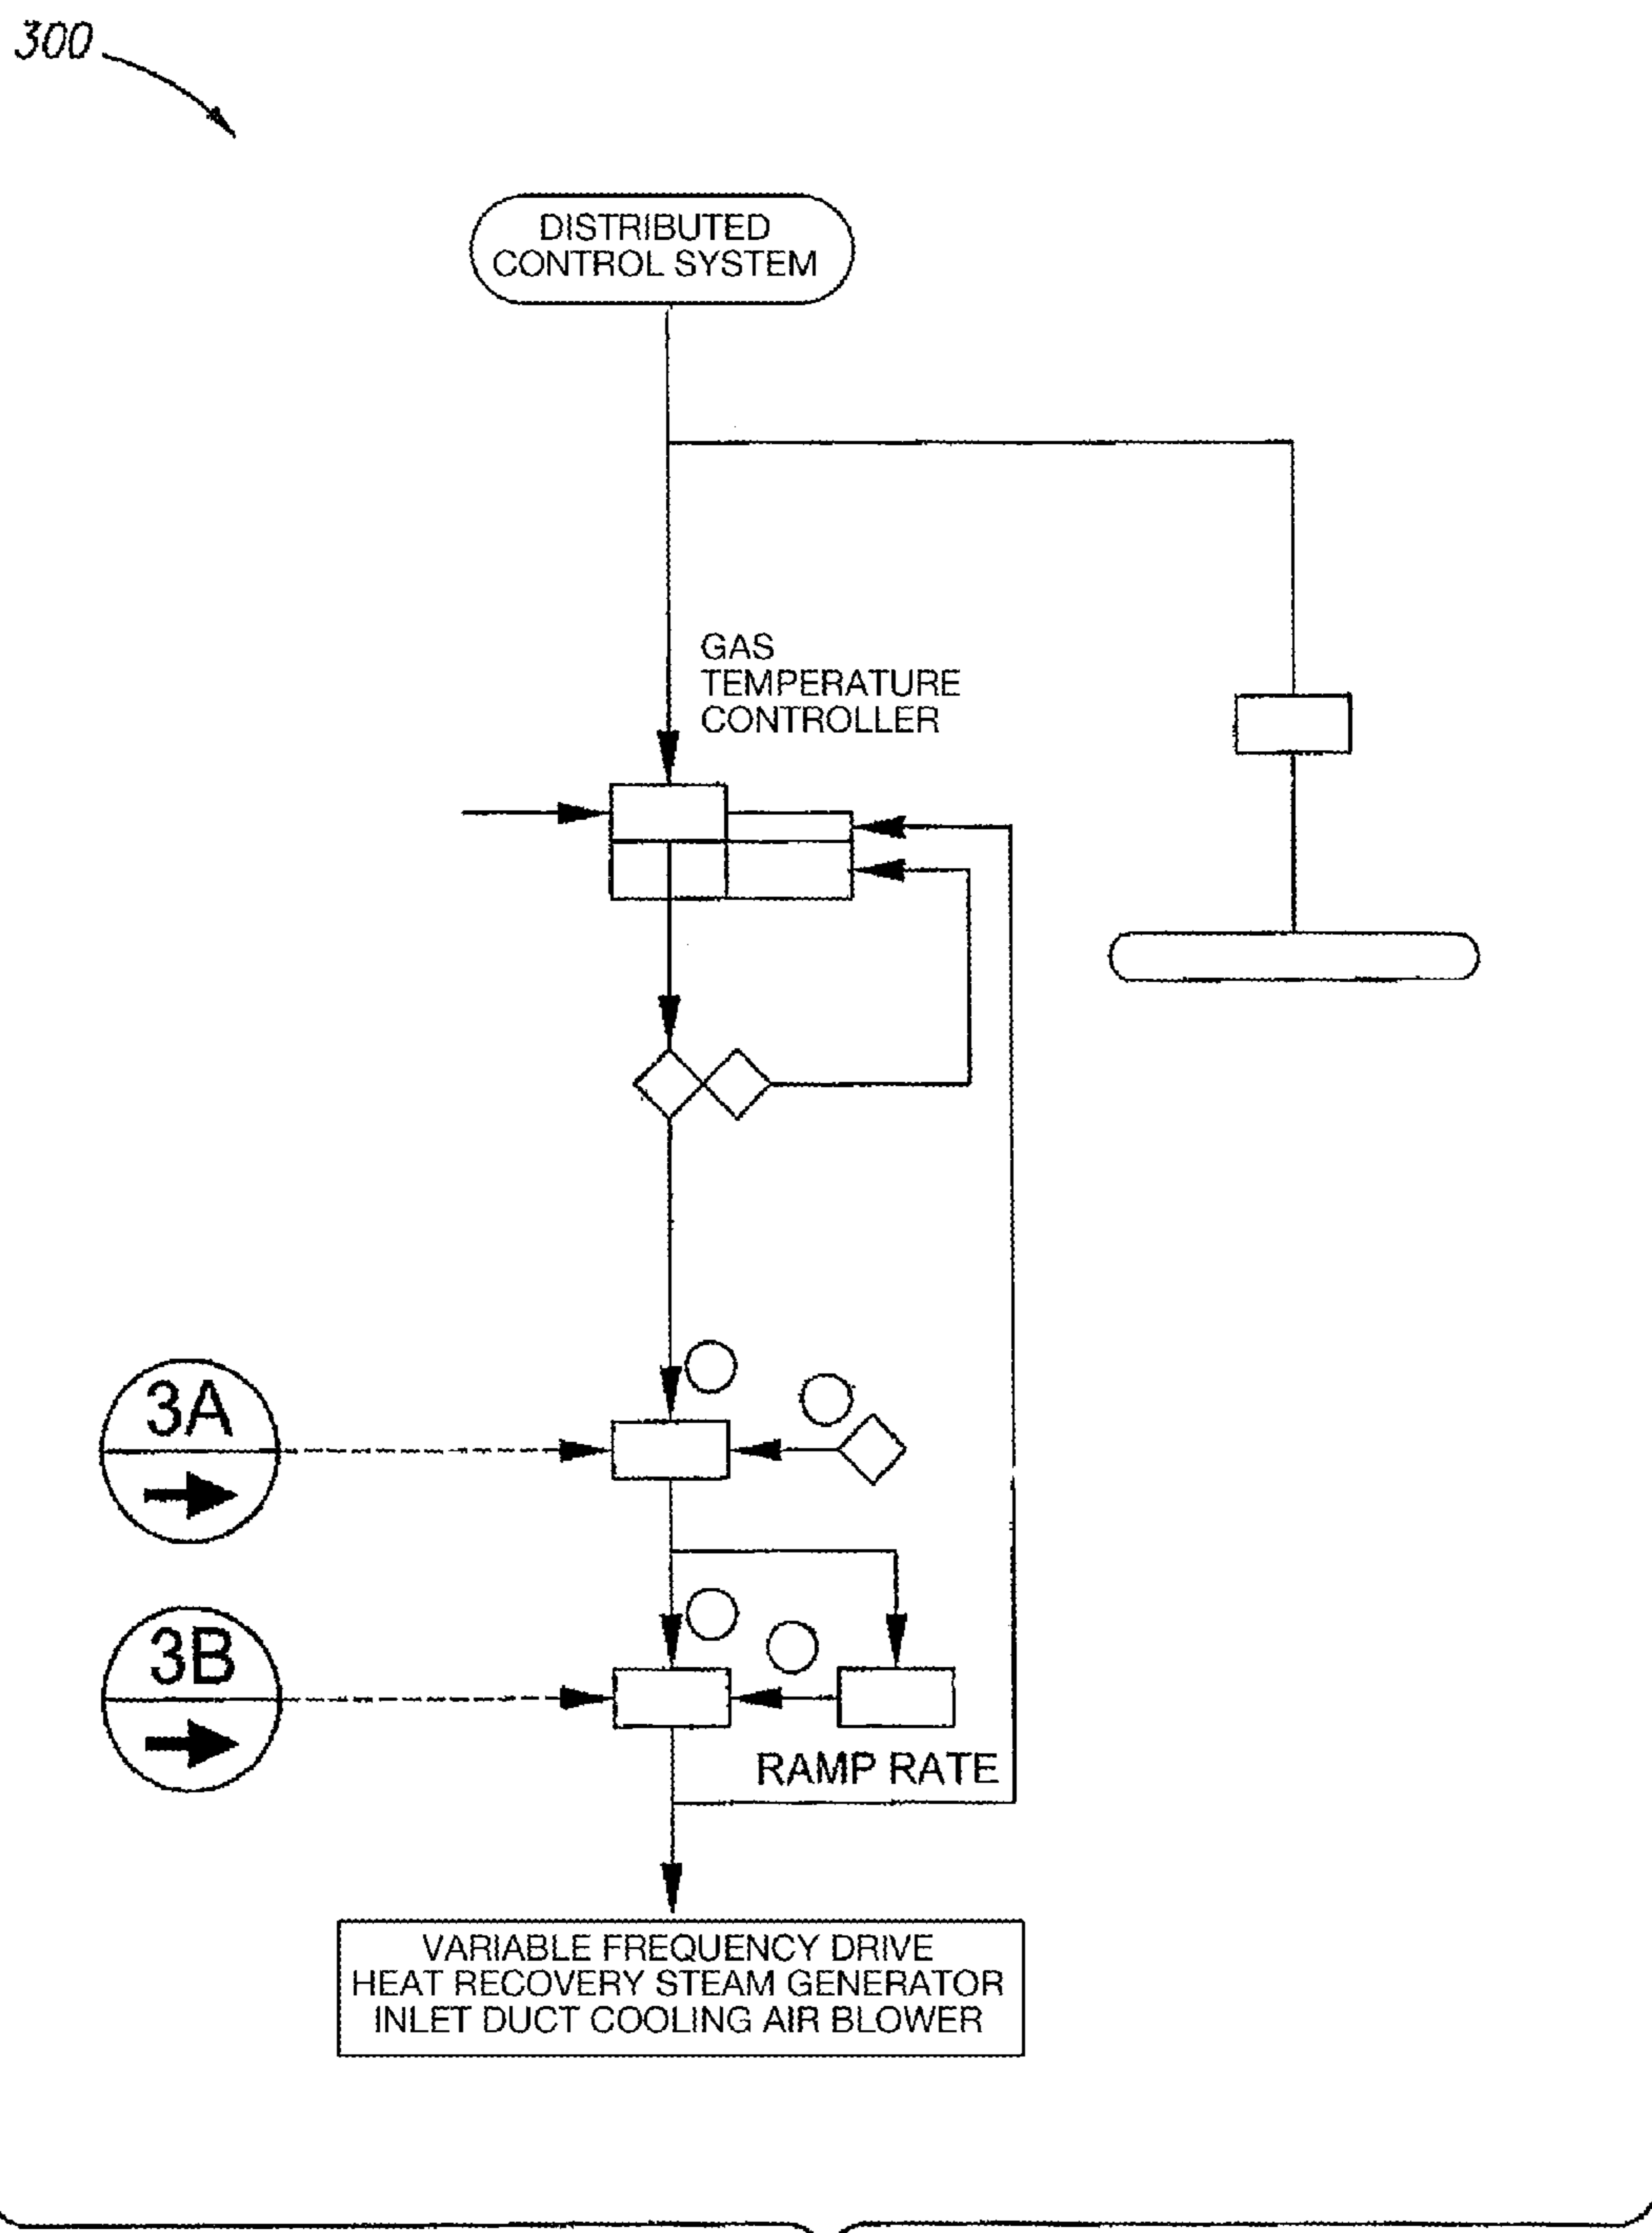 300
DISTRIBUTED
CONTROL SYSTEM
GAS
TEMPERATURE
CONTROLLER
3A
3B
RAMP RATE
VARIABLE FREQUENCY DRIVE
HEAT RECOVERY STEAM GENERATOR
INLET DUCT COOLING AIR BLOWER